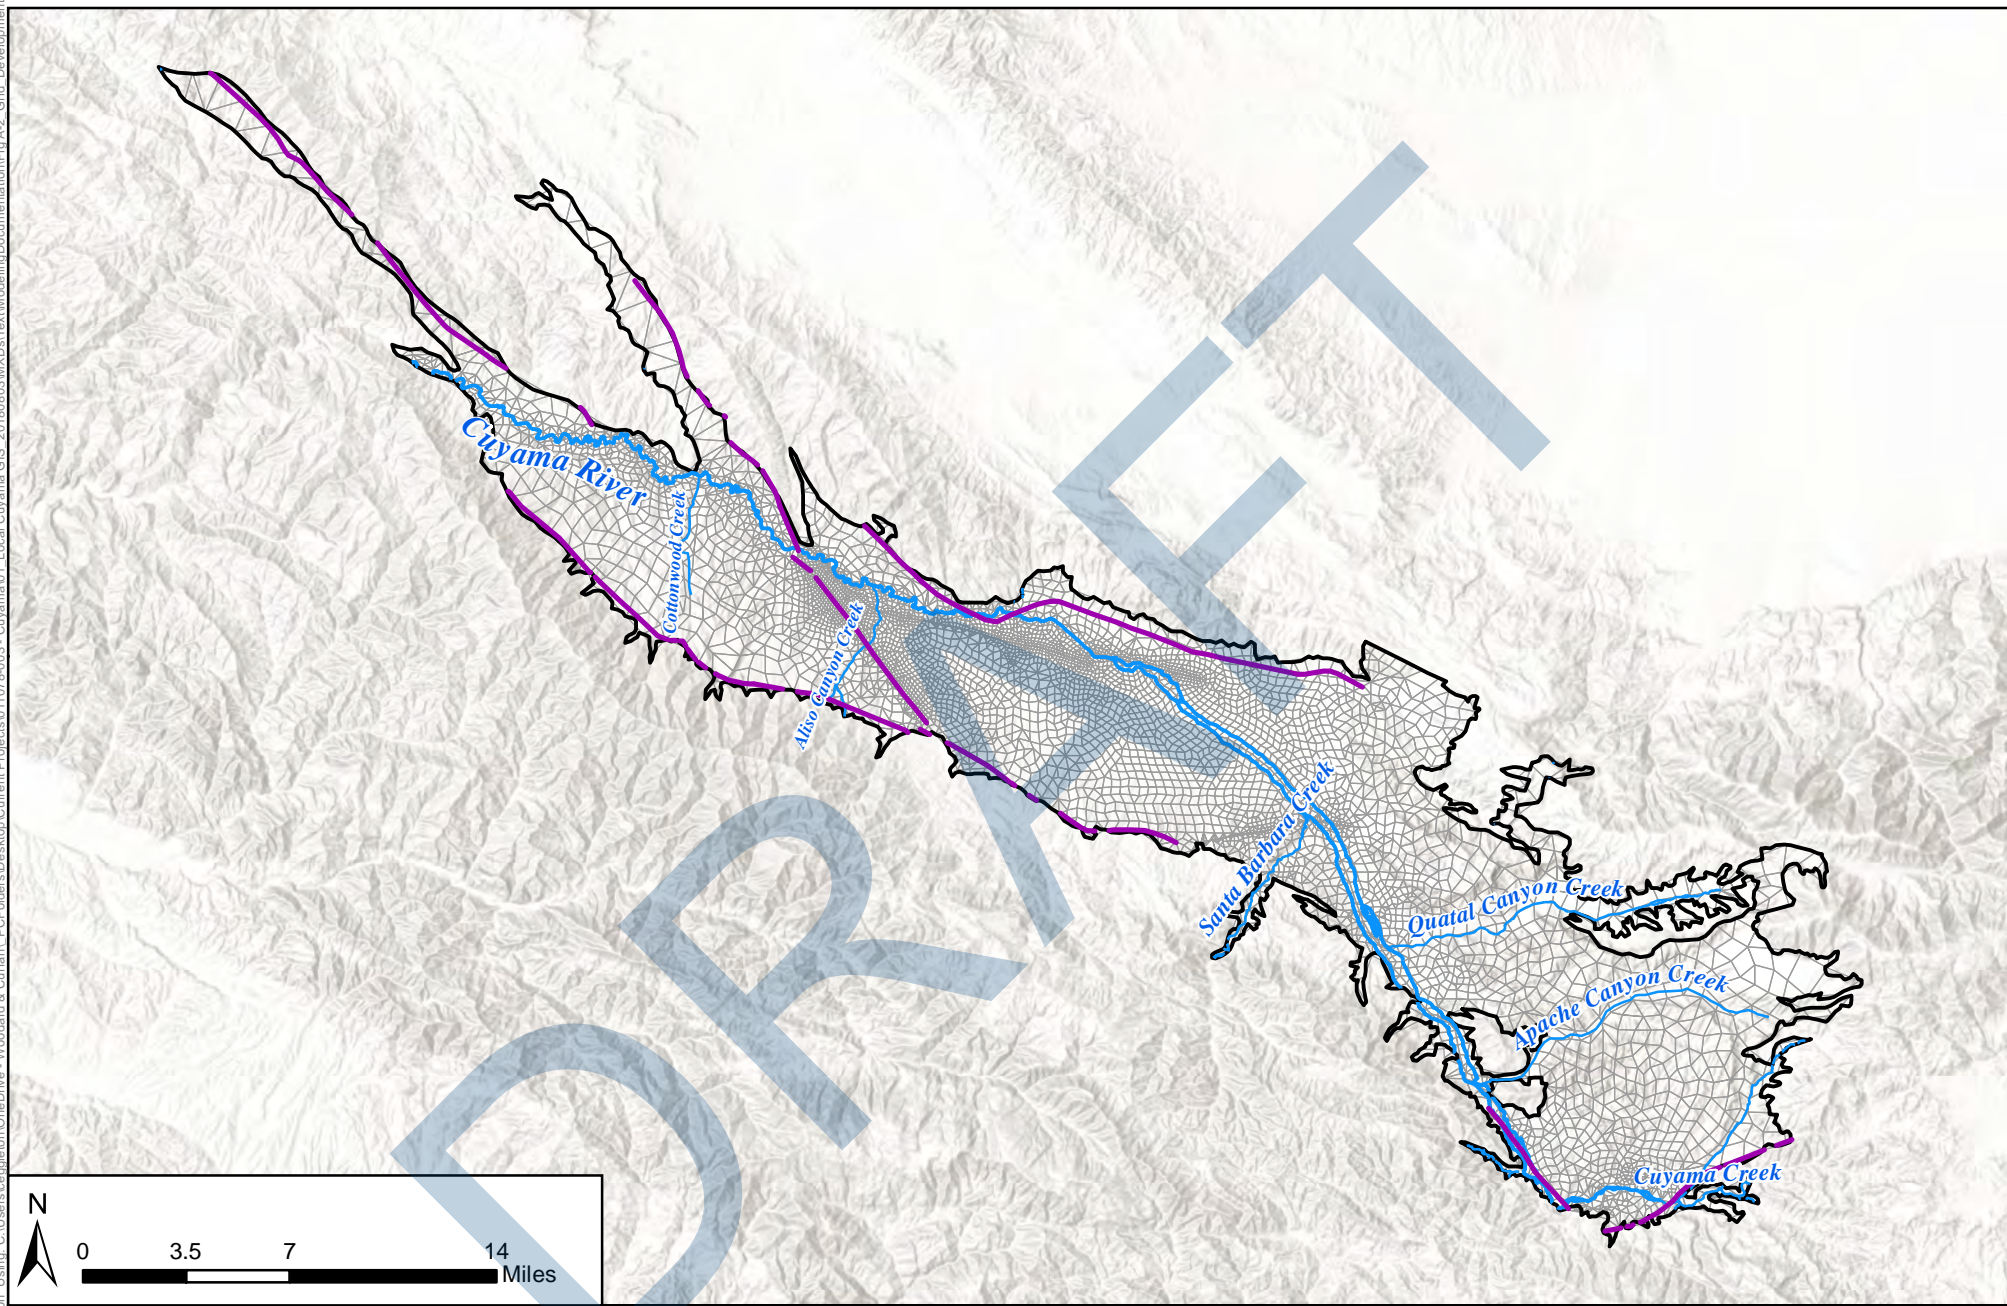 Cuyama River
Cottonwood Creek
Aliso Canyon Creek
Santa Barbara Creek
Quatal Canyon Creek
Apache Canyon Creek
Cuyama Creek
DRAFT
N
0 3.5 7 14
Miles